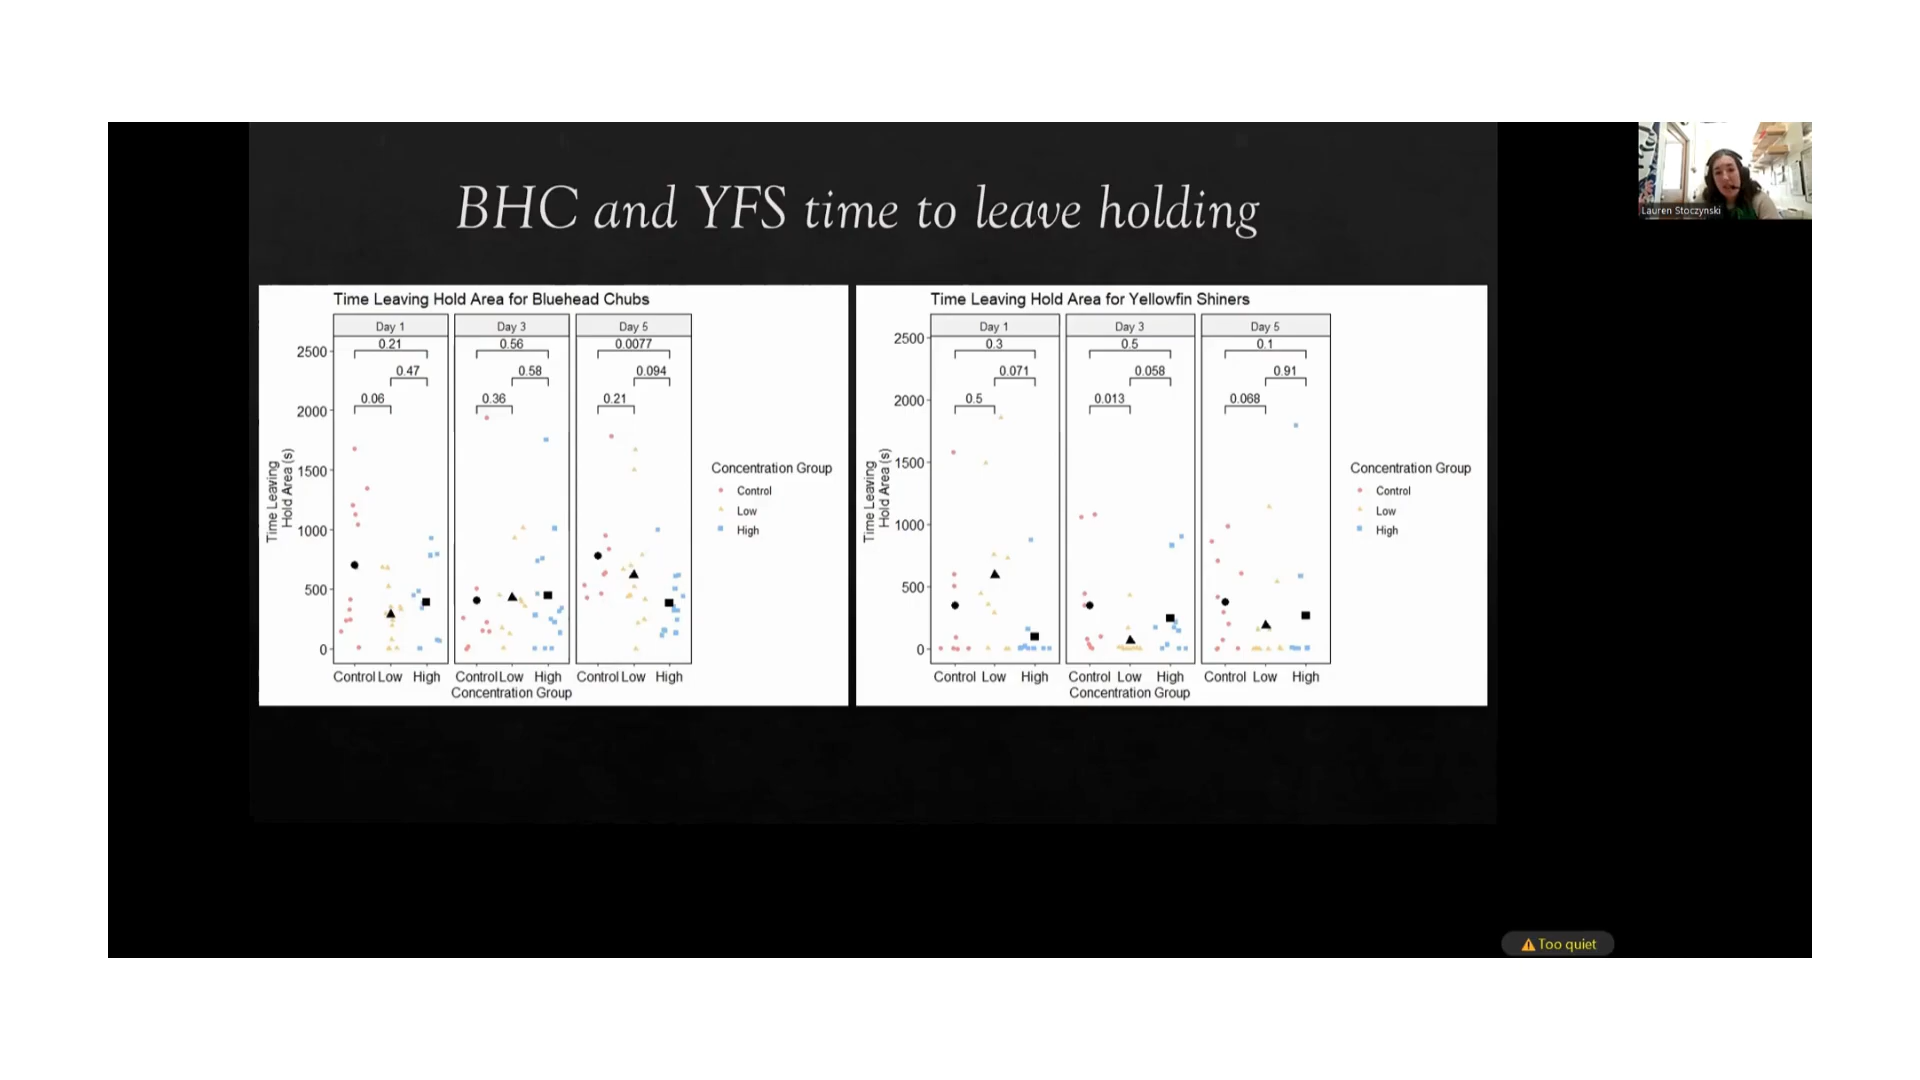 Lauren Stoczynski
BHC and YFS time to leave holding
Time Leaving Hold Area for Bluehead Chubs
Day 1
Day 3
Day 5
0.21
0.56
0.0077
0.47
0.58
0.094
0.06
0.36
0.21
2500
2000
1500
1000
500
0
Time Leaving
Hold Area (s)
Control Low High
Control Low High
Control Low High
Concentration Group
Concentration Group
Control
Low
High
Time Leaving Hold Area for Yellowfin Shiners
Day 1
Day 3
Day 5
0.3
0.5
0.1
0.071
0.058
0.91
0.5
0.013
0.068
2500
2000
1500
1000
500
0
Time Leaving
Hold Area (s)
Control Low High
Control Low High
Control Low High
Concentration Group
Concentration Group
Control
Low
High
Too quiet